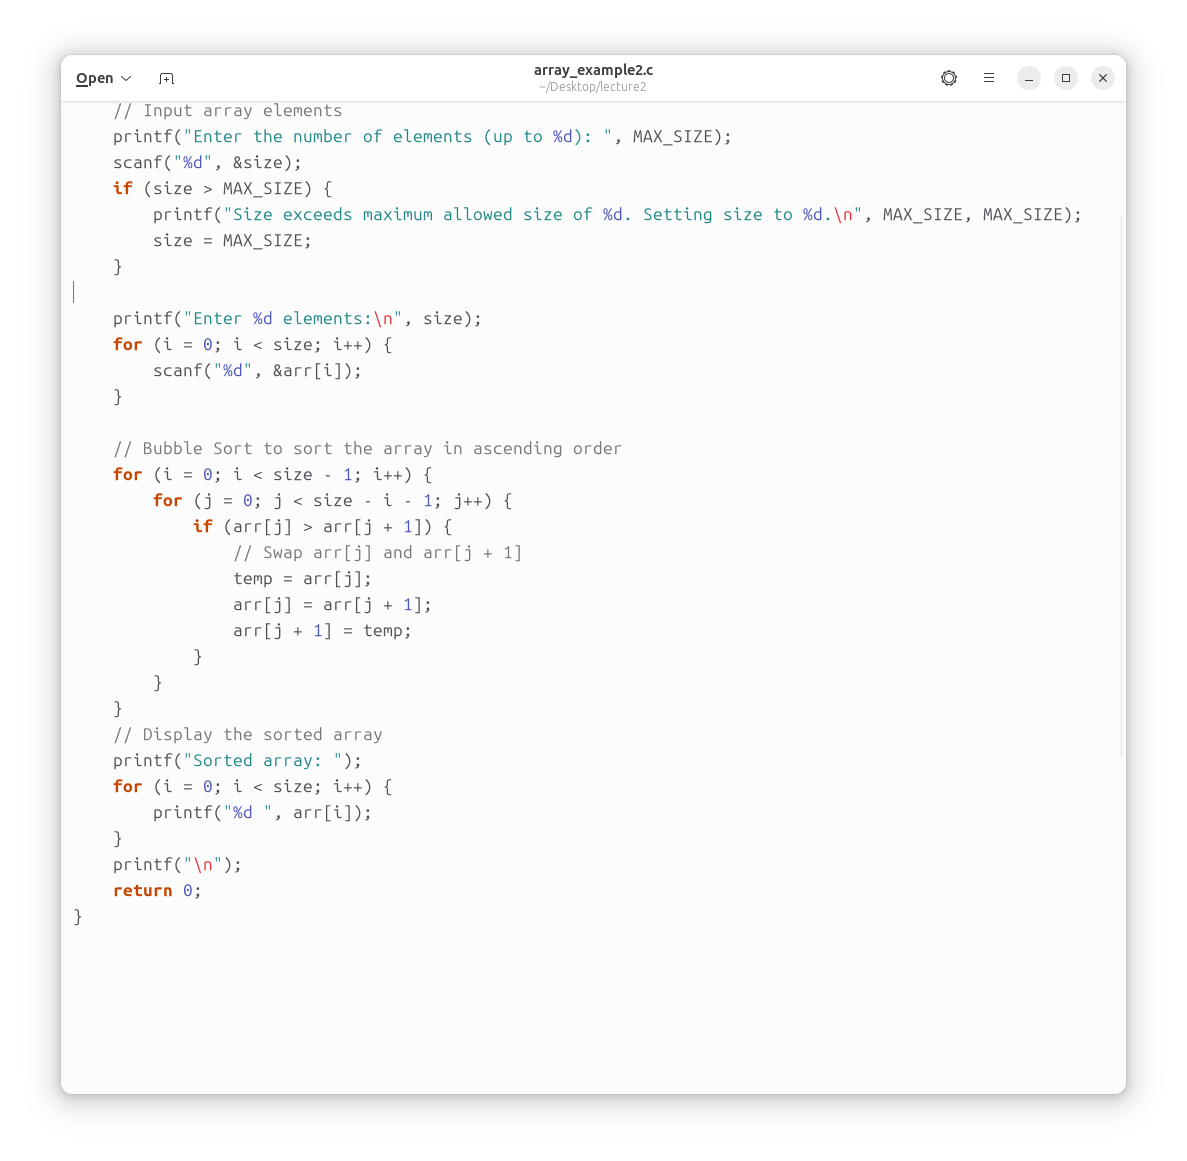 Open
array_example2.c
~/Desktop/lecture2
    // Input array elements
    printf("Enter the number of elements (up to %d): ", MAX_SIZE);
    scanf("%d", &size);
    if (size > MAX_SIZE) {
        printf("Size exceeds maximum allowed size of %d. Setting size to %d.\n", MAX_SIZE, MAX_SIZE);
        size = MAX_SIZE;
    }

    printf("Enter %d elements:\n", size);
    for (i = 0; i < size; i++) {
        scanf("%d", &arr[i]);
    }

    // Bubble Sort to sort the array in ascending order
    for (i = 0; i < size - 1; i++) {
        for (j = 0; j < size - i - 1; j++) {
            if (arr[j] > arr[j + 1]) {
                // Swap arr[j] and arr[j + 1]
                temp = arr[j];
                arr[j] = arr[j + 1];
                arr[j + 1] = temp;
            }
        }
    }
    // Display the sorted array
    printf("Sorted array: ");
    for (i = 0; i < size; i++) {
        printf("%d ", arr[i]);
    }
    printf("\n");
    return 0;
}